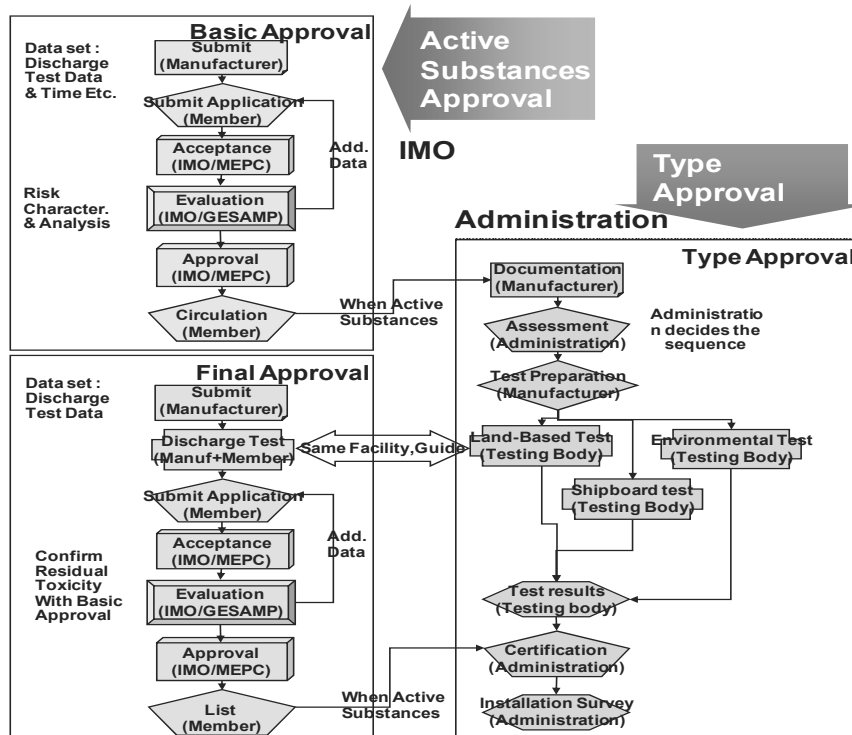 Basic Approval
Data set :
Discharge
Test Data
& Time Etc.
Submit
(Manufacturer)
Submit Application
(Member)
Acceptance
(IMO/MEPC)
Add.
Data
Risk
Character.
& Analysis
Evaluation
(IMO/GESAMP)
Approval
(IMO/MEPC)
Circulation
(Member)
When Active
Substances
Active
Substances
Approval
IMO
Type
Approval
Administration
Type Approval
Documentation
(Manufacturer)
Assessment
(Administration)
Administratio
n decides the
sequence
Test Preparation
(Manufacturer)
Land-Based Test
(Testing Body)
Environmental Test
(Testing Body)
Shipboard test
(Testing Body)
Test results
(Testing body)
Certification
(Administration)
Installation Survey
(Administration)
Final Approval
Data set :
Discharge
Test Data
Submit
(Manufacturer)
Discharge Test
(Manuf+Member)
Same Facility,Guide
Submit Application
(Member)
Acceptance
(IMO/MEPC)
Add.
Data
Confirm
Residual
Toxicity
With Basic
Approval
Evaluation
(IMO/GESAMP)
Approval
(IMO/MEPC)
List
(Member)
When Active
Substances